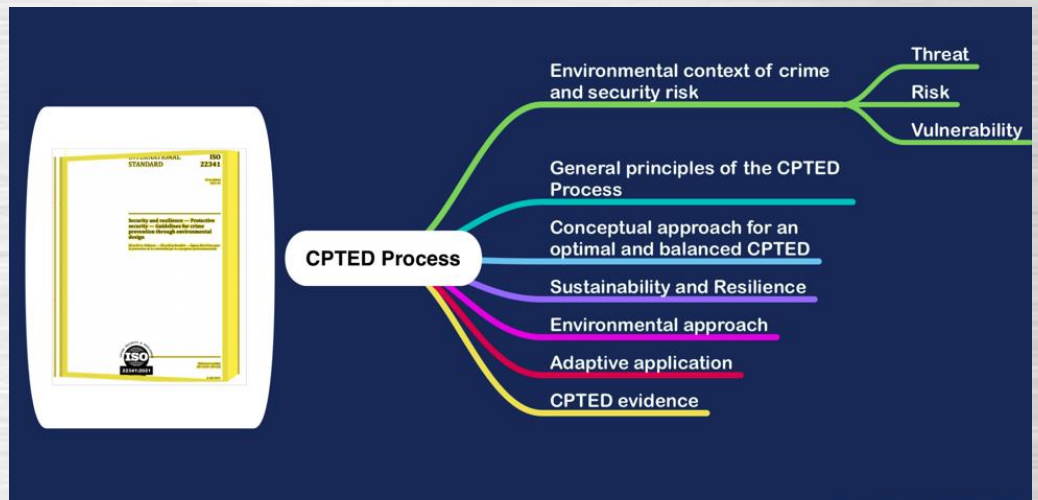 INTERNATIONAL ISO
STANDARD 22341
Security and resilience — Protective
security — Guidelines for crime
prevention through environmental
design
ISO
22341:2021
CPTED Process
Environmental context of crime
and security risk
Threat
Risk
Vulnerability
General principles of the CPTED
Process
Conceptual approach for an
optimal and balanced CPTED
Sustainability and Resilience
Environmental approach
Adaptive application
CPTED evidence